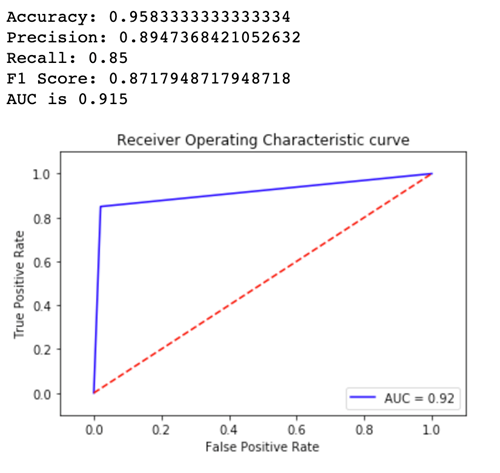 Accuracy: 0.9583333333333334
Precision: 0.8947368421052632
Recall: 0.85
F1 Score: 0.8717948717948718
AUC is 0.915
Receiver Operating Characteristic curve
1.0
0.8
0.6
0.4
0.2
0.0
True Positive Rate
AUC = 0.92
0.0 0.2 0.4 0.6 0.8 1.0
False Positive Rate